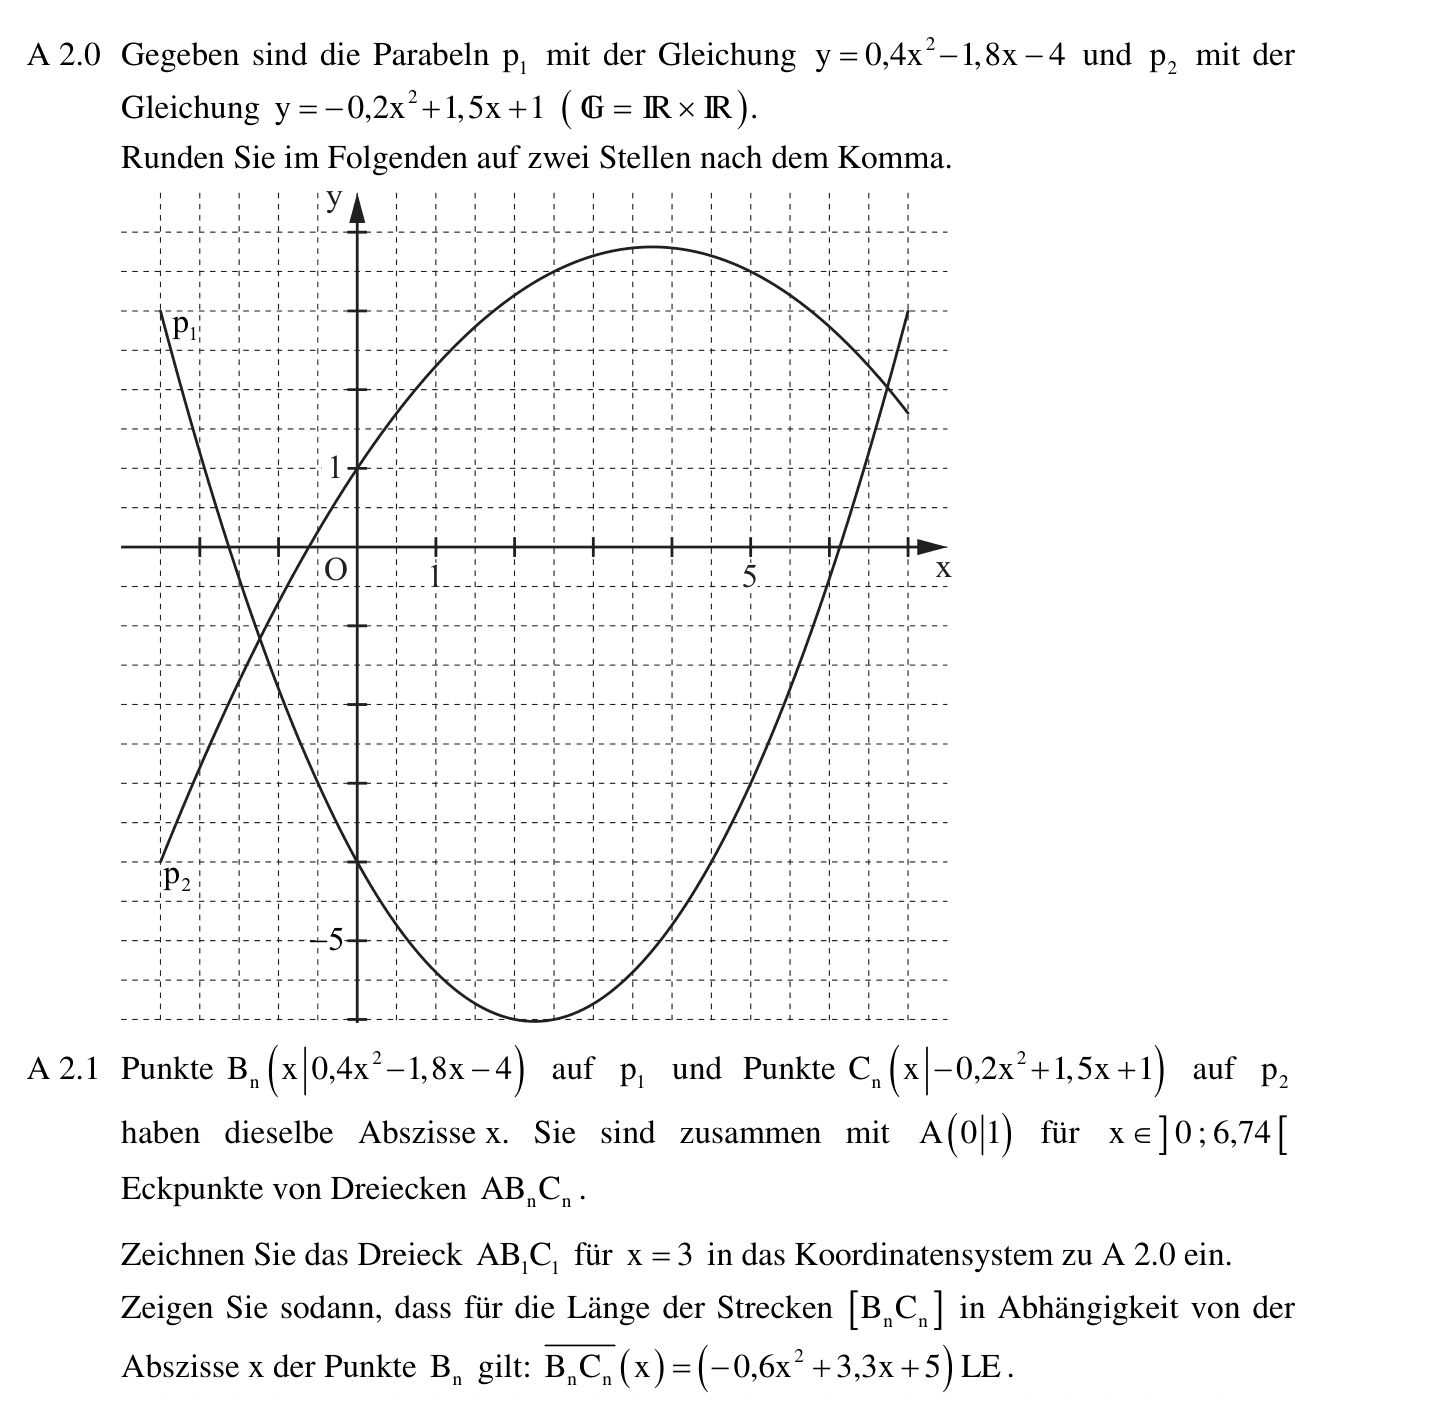 A 2.0 Gegeben sind die Parabeln p₁ mit der Gleichung y = 0,4x² − 1,8x − 4 und p₂ mit der
Gleichung y = −0,2x² + 1,5x + 1 (𝔾 = ℝ × ℝ).
Runden Sie im Folgenden auf zwei Stellen nach dem Komma.
y
p₁
1
O 1 5 x
p₂
−5
A 2.1 Punkte Bₙ(x|0,4x² − 1,8x − 4) auf p₁ und Punkte Cₙ(x|−0,2x² + 1,5x + 1) auf p₂
haben dieselbe Abszisse x. Sie sind zusammen mit A(0|1) für x ∈ ]0; 6,74[
Eckpunkte von Dreiecken ABₙCₙ.
Zeichnen Sie das Dreieck AB₁C₁ für x = 3 in das Koordinatensystem zu A 2.0 ein.
Zeigen Sie sodann, dass für die Länge der Strecken [BₙCₙ] in Abhängigkeit von der
Abszisse x der Punkte Bₙ gilt: B̅ₙ̅C̅ₙ̅(x) = (−0,6x² + 3,3x + 5) LE.